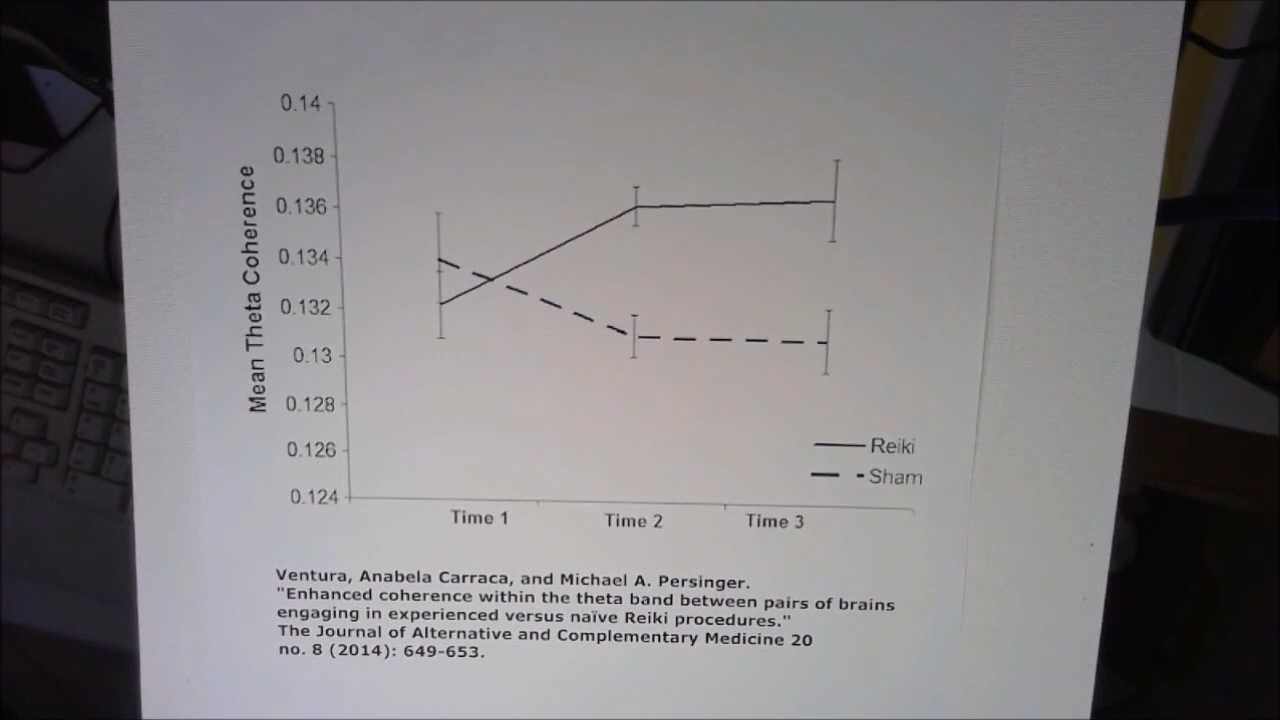 0.14
0.138
0.136
0.134
0.132
0.13
0.128
0.126
0.124
Mean Theta Coherence
Reiki
Sham
Time 1 Time 2 Time 3
Ventura, Anabela Carraca, and Michael A. Persinger.
"Enhanced coherence within the theta band between pairs of brains
engaging in experienced versus naïve Reiki procedures."
The Journal of Alternative and Complementary Medicine 20
no. 8 (2014): 649-653.